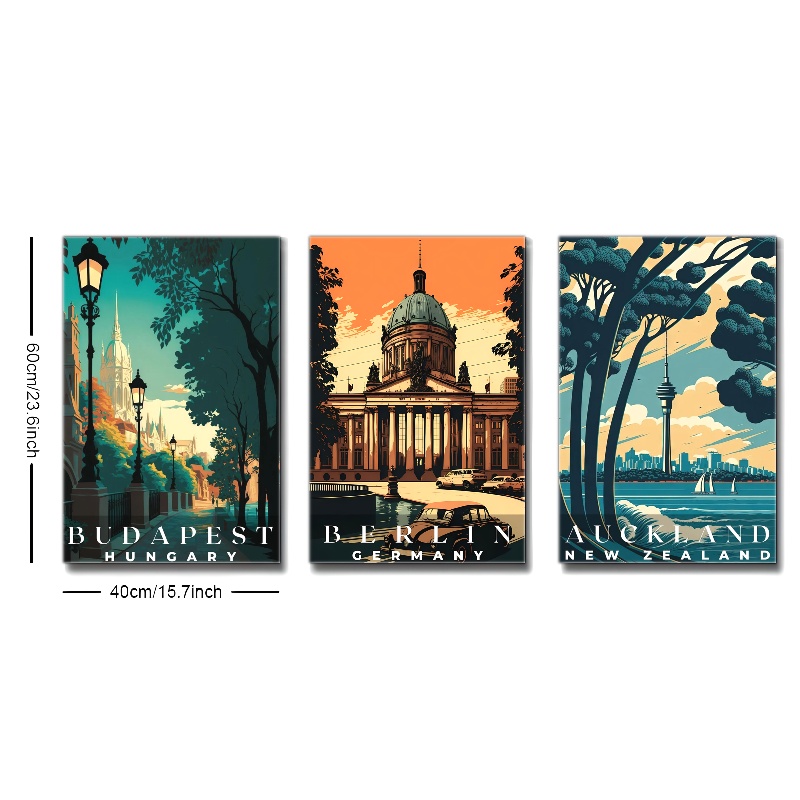 60cm/23.6inch
BUDAPEST
HUNGARY
BERLIN
GERMANY
AUCKLAND
NEW ZEALAND
40cm/15.7inch